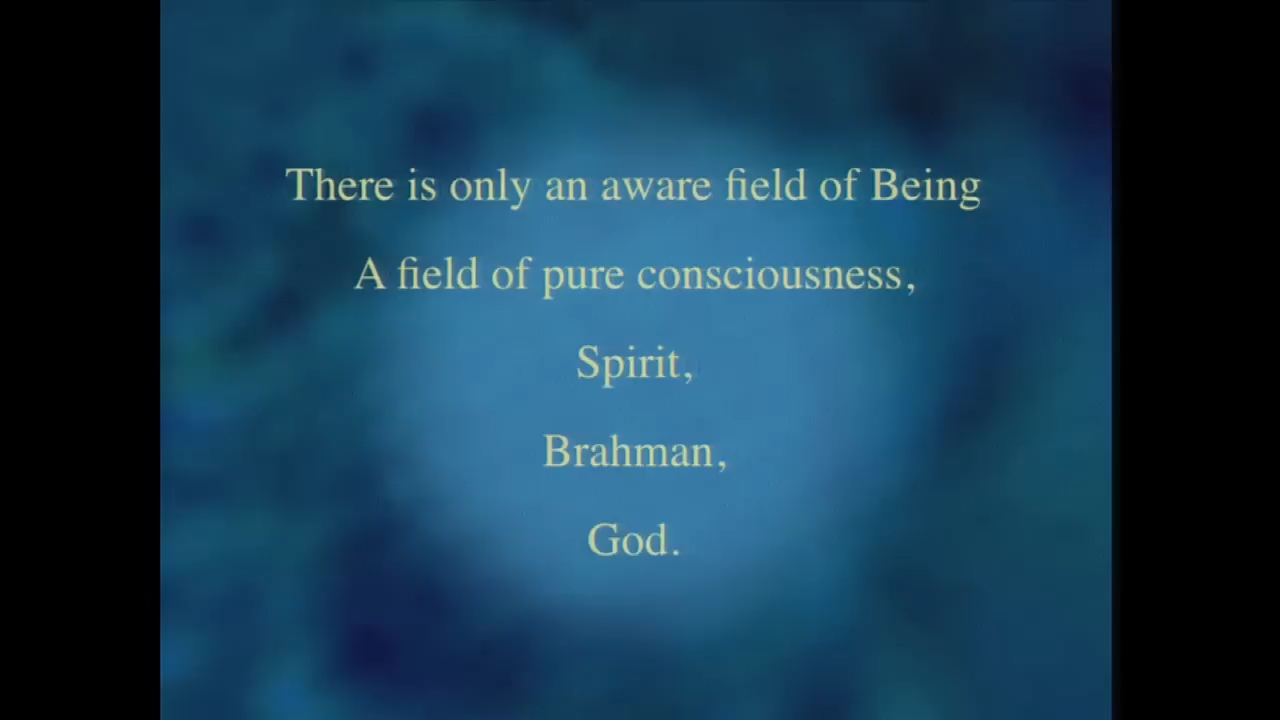 There is only an aware field of Being
A field of pure consciousness,
Spirit,
Brahman,
God.